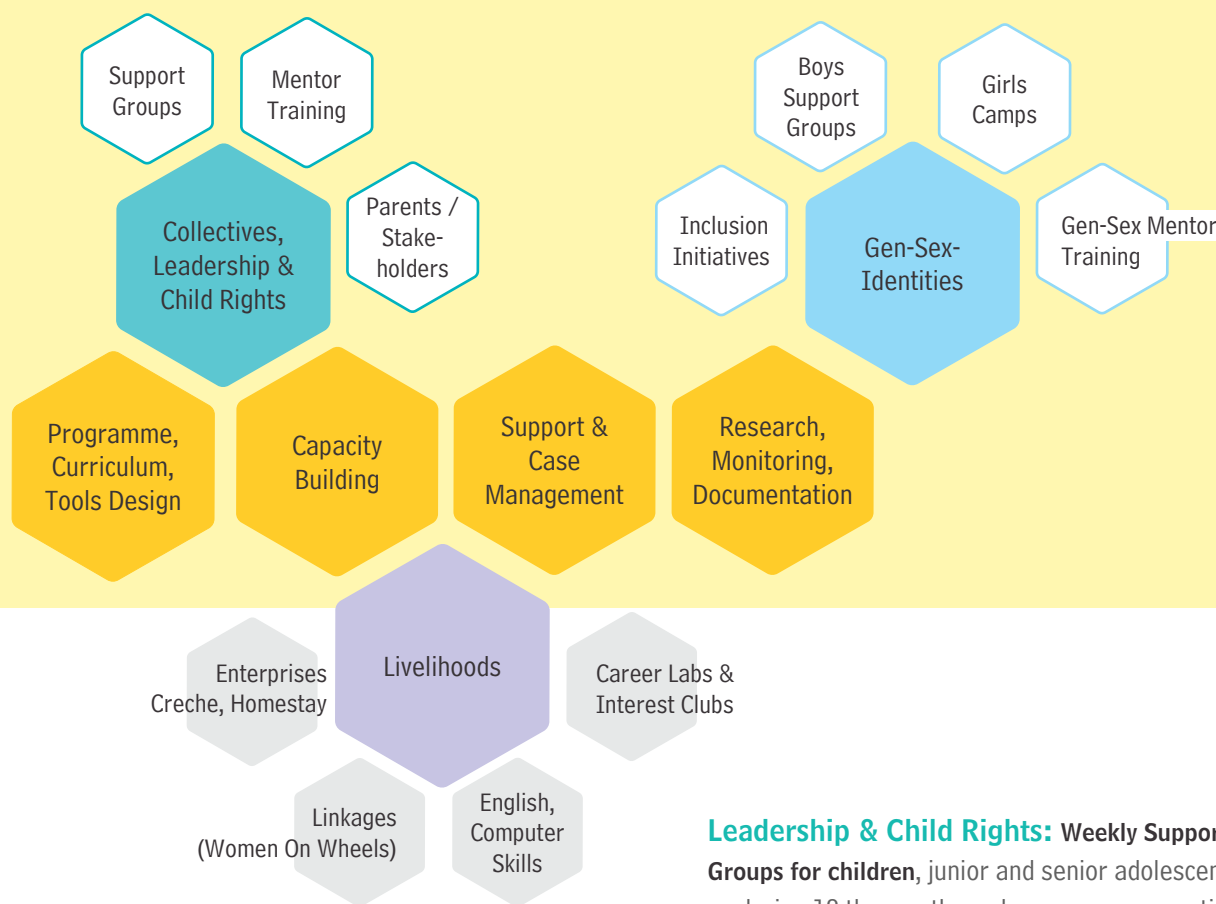 Support
Groups
Mentor
Training
Parents /
Stake-
holders
Collectives,
Leadership &
Child Rights
Boys
Support
Groups
Girls
Camps
Inclusion
Initiatives
Gen-Sex-
Identities
Gen-Sex Mentor
Training
Programme,
Curriculum,
Tools Design
Capacity
Building
Support &
Case
Management
Research,
Monitoring,
Documentation
Livelihoods
Enterprises
Creche, Homestay
Career Labs &
Interest Clubs
Linkages
(Women On Wheels)
English,
Computer
Skills
Leadership & Child Rights: Weekly
Groups for children, junior and senior